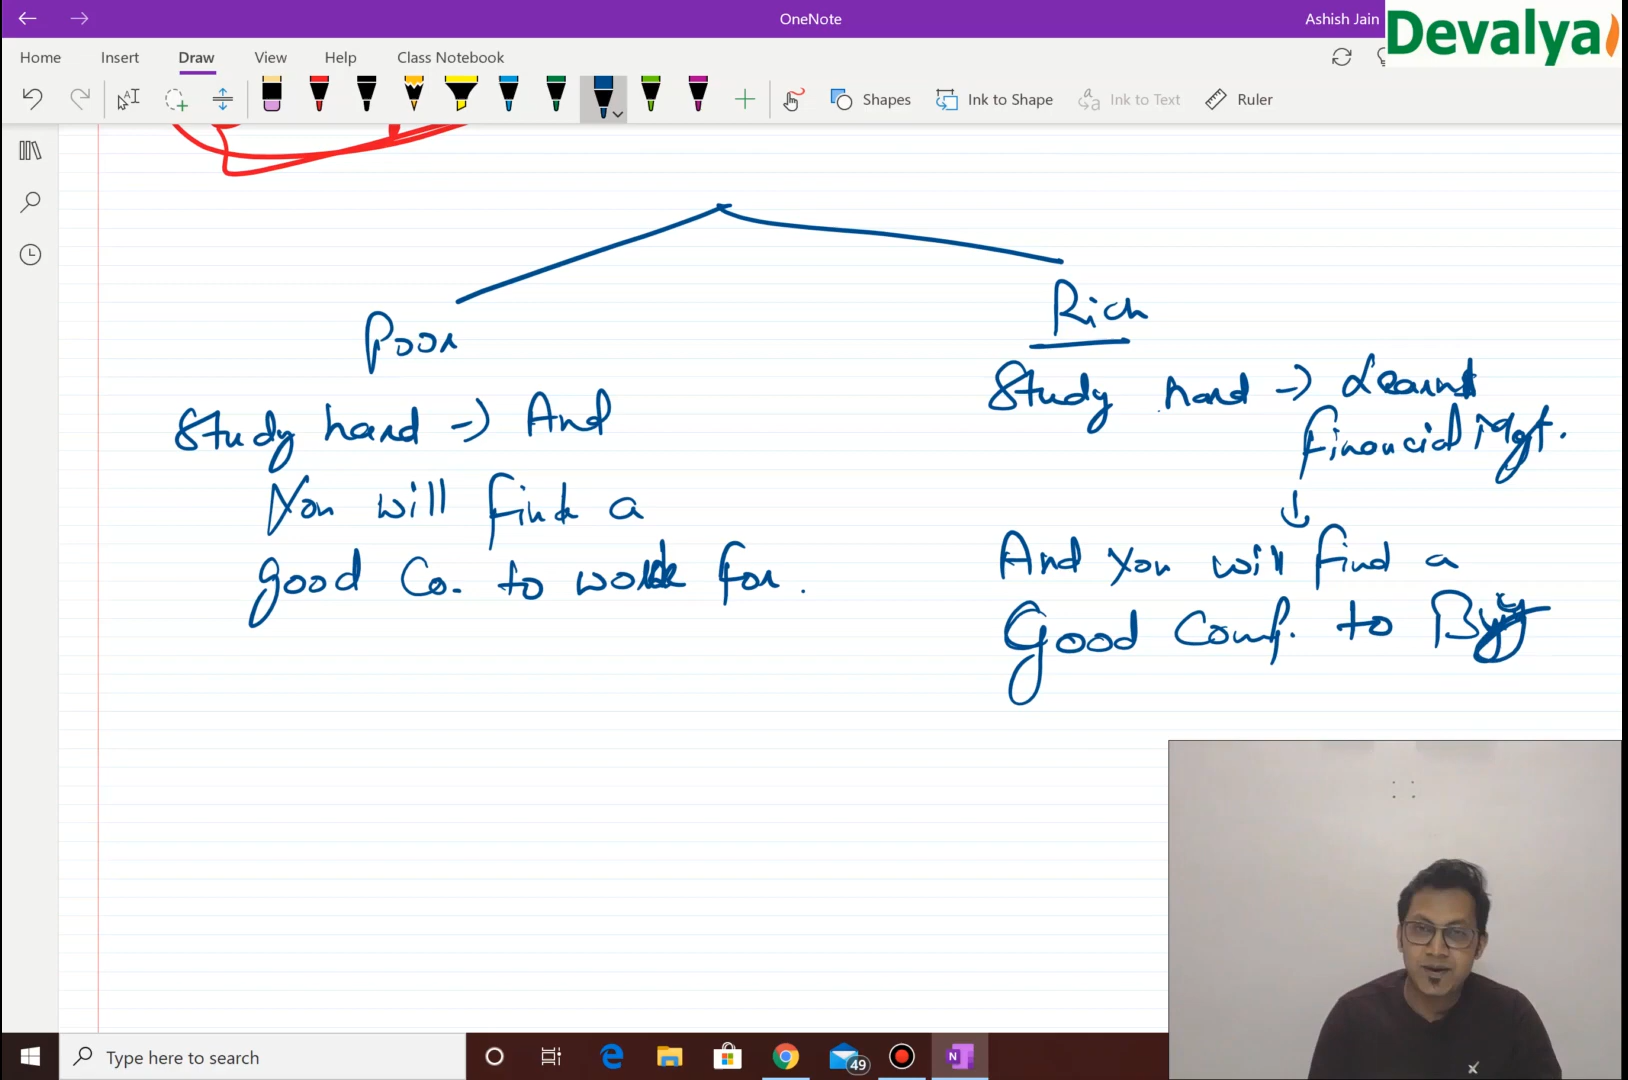 OneNote
Ashish Jain
Devalya
Home Insert Draw View Help Class Notebook
Shapes Ink to Shape Ink to Text Ruler
Poor
Study hard -> And
You will find a
good Co. to work for.
Rich
Study hard -> Learn
Financial Mgt.
And you will find a
Good Comp. to Buy
Type here to search
49
N